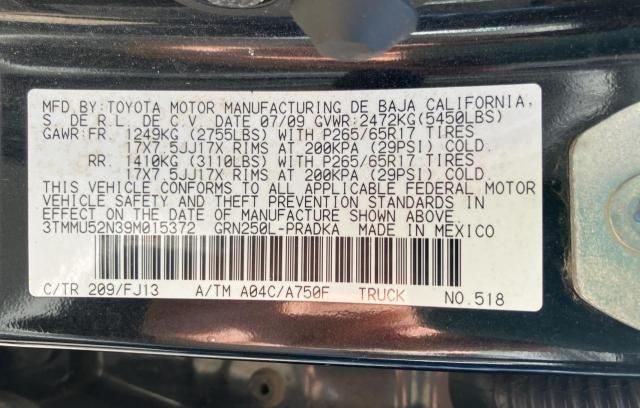 MFD.BY:TOYOTA MOTOR MANUFACTURING DE BAJA CALIFORNIA,
S. DE R.L. DE C.V. DATE 07/09 GVWR:2472KG(5450LBS)
GAWR:FR. 1249KG (2755LBS) WITH P265/65R17 TIRES
17X7.5JJ17X RIMS AT 200KPA (29PSI) COLD.
RR. 1410KG (3110LBS) WITH P265/65R17 TIRES
17X7.5JJ17X RIMS AT 200KPA (29PSI) COLD.
THIS VEHICLE CONFORMS TO ALL APPLICABLE FEDERAL MOTOR
VEHICLE SAFETY AND THEFT PREVENTION STANDARDS IN
EFFECT ON THE DATE OF MANUFACTURE SHOWN ABOVE.
3TMMU52N39M015372 GRN250L-PRADKA MADE IN MEXICO
C/TR 209/FJ13 A/TM A04C/A750F TRUCK NO.518